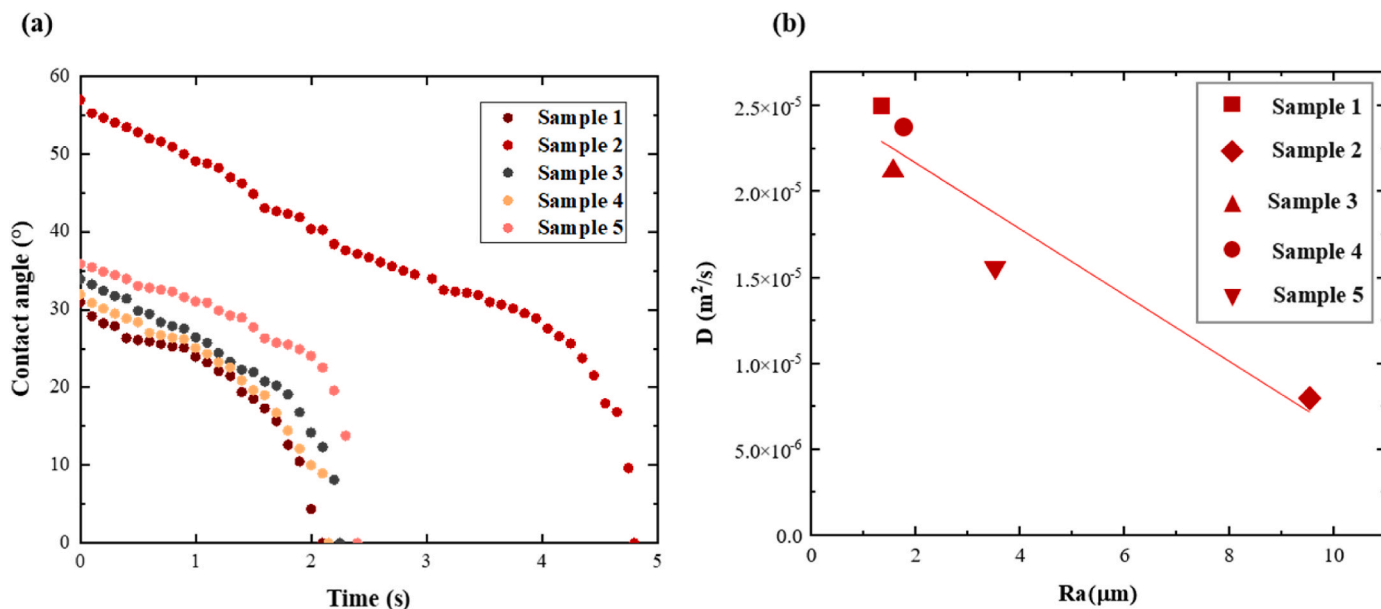 (a)
60
50
40
30
20
10
0
Contact angle (°)
0 1 2 3 4 5
Time (s)
Sample 1
Sample 2
Sample 3
Sample 4
Sample 5
(b)
2.5×10⁻⁵
2.0×10⁻⁵
1.5×10⁻⁵
1.0×10⁻⁵
5.0×10⁻⁶
0.0
D (m²/s)
0 2 4 6 8 10
Ra(μm)
Sample 1
Sample 2
Sample 3
Sample 4
Sample 5